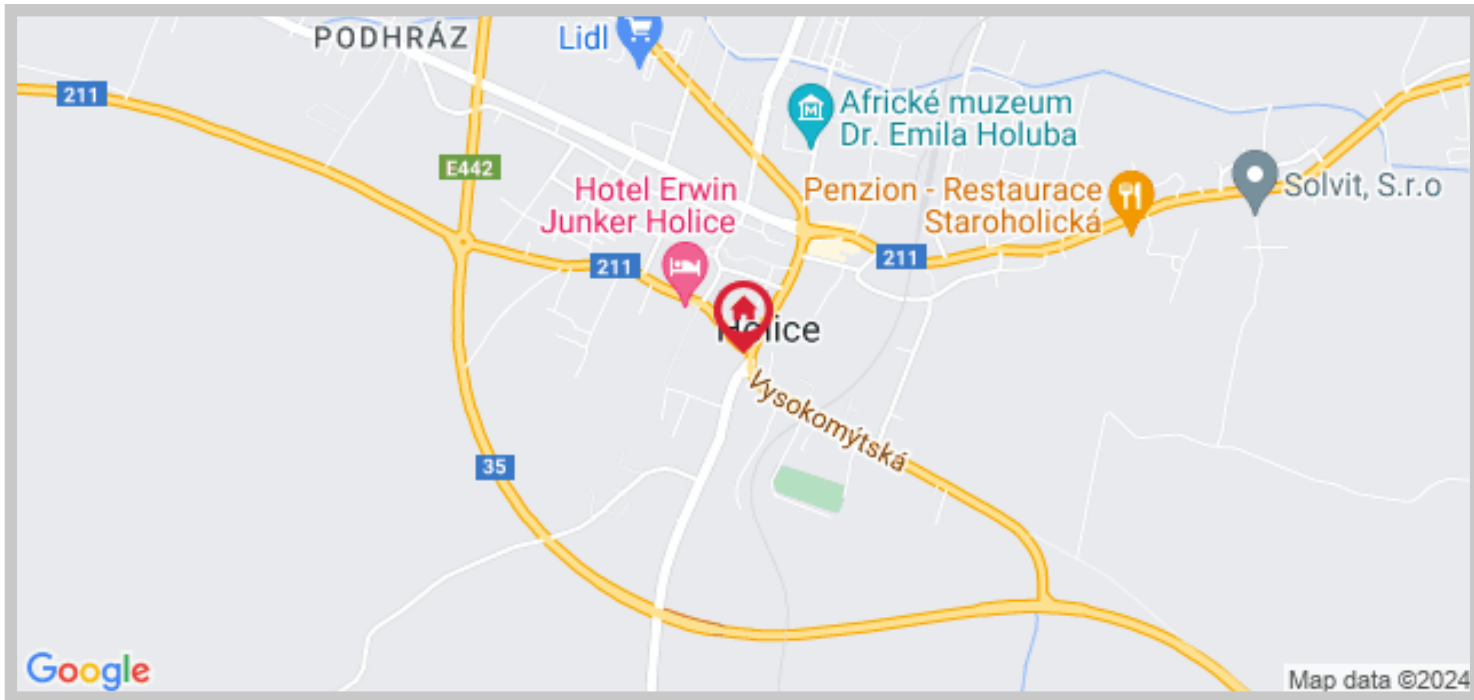 PODHRÁZ
Lidl
211
Africké muzeum
Dr. Emila Holuba
E442
Hotel Erwin
Junker Holice
Penzion - Restaurace
Staroholická
Solvit, S.r.o
211
211
Holice
Vysokomýtská
35
Google
Map data ©2024